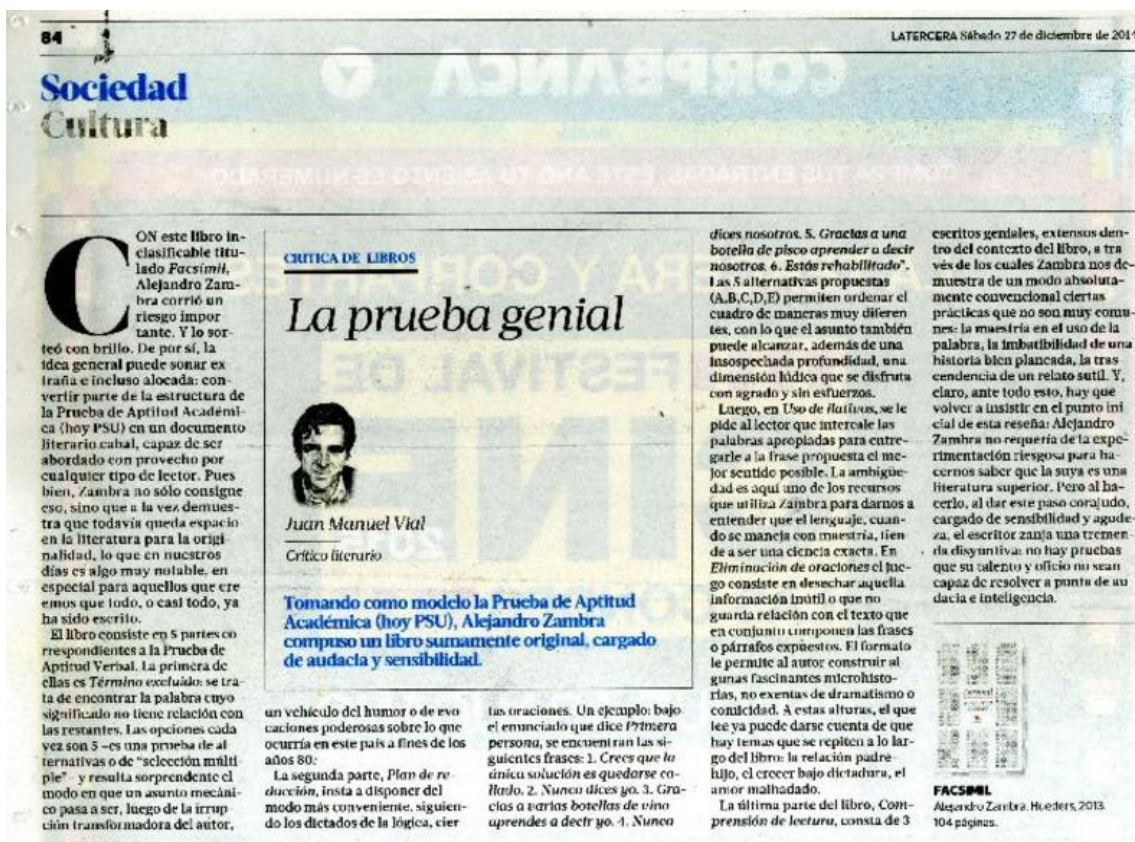 84
LATERCERA Sábado 27 de diciembre de 2014
Sociedad
Cultura
CON este libro in-
clasificable titu-
lado Facsímil,
Alejandro Zam-
bra corrió un
riesgo impor
tante. Y lo sor-
teó con brillo. De por sí, la
idea general puede sonar ex
traña e incluso alocada: con-
vertir parte de la estructura de
la Prueba de Aptitud Académi-
ca (hoy PSU) en un documento
literario cabal, capaz de ser
abordado con provecho por
cualquier tipo de lector. Pues
bien, Zambra no sólo consigue
eso, sino que a la vez demues-
tra que todavía queda espacio
en la literatura para la origi-
nalidad, lo que en nuestros
días es algo muy notable, en
especial para aquellos que cre
emos que todo, o casi todo, ya
ha sido escrito.
El libro consiste en 5 partes co
rrespondientes a la Prueba de
Aptitud Verbal. La primera de
ellas es Término excluido: se tra-
ta de encontrar la palabra cuyo
significado no tiene relación con
las restantes. Las opciones cada
vez son 5 –es una prueba de al
ternativas o de "selección múlti-
ple"– y resulta sorprendente el
modo en que un asunto mecáni-
co pasa a ser, luego de la irrup-
ción transformadora del autor,
CRITICA DE LIBROS
La prueba genial
Juan Manuel Vial
Crítico literario
Tomando como modelo la Prueba de Aptitud
Académica (hoy PSU), Alejandro Zambra
compuso un libro sumamente original, cargado
de audacia y sensibilidad.
un vehículo del humor o de evo
caciones poderosas sobre lo que
ocurría en este país a fines de los
años 80.
La segunda parte, Plan de re-
dacción, insta a disponer del
modo más conveniente, siguien-
do los dictados de la lógica, cier
tas oraciones. Un ejemplo: bajo
el enunciado que dice Primera
persona, se encuentran las si-
guientes frases: 1. Crees que la
única solución es quedarse ca-
llado. 2. Nunca dices yo. 3. Gra-
cias a varias botellas de vino
aprendes a decir yo. 4. Nunca
dices nosotros. 5. Gracias a una
botella de pisco aprender a decir
nosotros. 6. Estás rehabilitado".
Las 5 alternativas propuestas
(A,B,C,D,E) permiten ordenar el
cuadro de maneras muy diferen
tes, con lo que el asunto también
puede alcanzar, además de una
insospechada profundidad, una
dimensión lúdica que se disfruta
con agrado y sin esfuerzos.
Luego, en Uso de ilativos, se le
pide al lector que intercale las
palabras apropiadas para entre-
garle a la frase propuesta el me-
jor sentido posible. La ambigüe-
dad es aquí uno de los recursos
que utiliza Zambra para darnos a
entender que el lenguaje, cuan-
do se maneja con maestría, tien-
de a ser una ciencia exacta. En
Eliminación de oraciones el jue-
go consiste en desechar aquella
información inútil o que no
guarda relación con el texto que
en conjunto componen las frases
o párrafos expuestos. El formato
le permite al autor construir al
gunas fascinantes microhisto-
rias, no exentas de dramatismo o
comicidad. A estas alturas, el que
lee ya puede darse cuenta de que
hay temas que se repiten a lo lar-
go del libro: la relación padre-
hijo, el crecer bajo dictadura, el
amor malhadado.
La última parte del libro, Com-
prensión de lectura, consta de 3
escritos geniales, extensos den-
tro del contexto del libro, a tra
vés de los cuales Zambra nos de-
muestra de un modo absoluta-
mente convencional ciertas
prácticas que no son muy comu-
nes: la maestría en el uso de la
palabra, la imbatibilidad de una
historia bien planeada, la tras
cendencia de un relato sutil. Y,
claro, ante todo esto, hay que
volver a insistir en el punto ini
cial de esta reseña: Alejandro
Zambra no requería de la expe-
rimentación riesgosa para ha-
cernos saber que la suya es una
literatura superior. Pero al ha-
cerlo, al dar este paso corajudo,
cargado de sensibilidad y agude-
za, el escritor zanja una tremen-
da disyuntiva: no hay pruebas
que su talento y oficio no sean
capaz de resolver a punta de au
dacia e inteligencia.
FACSIMIL
Alejandro Zambra. Hueders, 2013.
104 páginas.